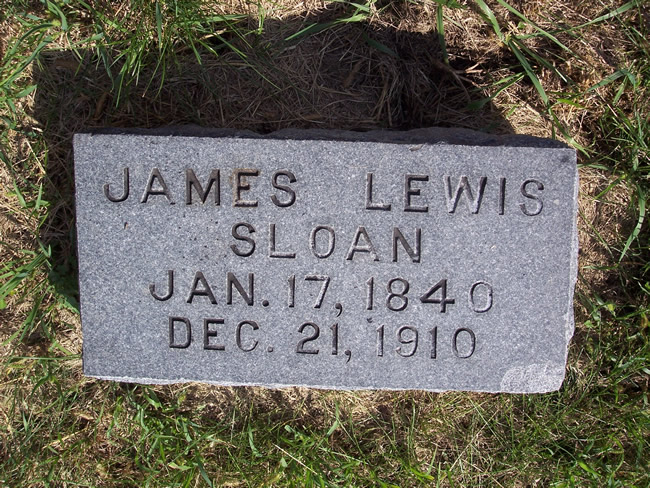 JAMES LEWIS
SLOAN
JAN. 17, 1840
DEC. 21, 1910